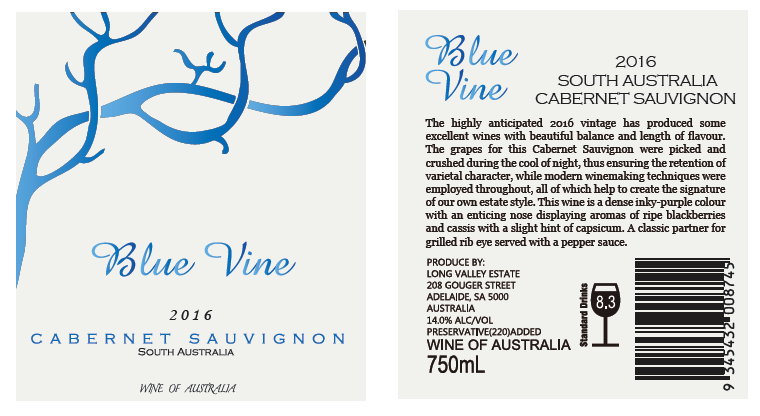 Blue Vine
2016
CABERNET SAUVIGNON
SOUTH AUSTRALIA
WINE OF AUSTRALIA
Blue
Vine
2016
SOUTH AUSTRALIA
CABERNET SAUVIGNON
The highly anticipated 2016 vintage has produced some
excellent wines with beautiful balance and length of flavour.
The grapes for this Cabernet Sauvignon were picked and
crushed during the cool of night, thus ensuring the retention of
varietal character, while modern winemaking techniques were
employed throughout, all of which help to create the signature
of our own estate style. This wine is a dense inky-purple colour
with an enticing nose displaying aromas of ripe blackberries
and cassis with a slight hint of capsicum. A classic partner for
grilled rib eye served with a pepper sauce.
PRODUCE BY:
LONG VALLEY ESTATE
208 GOUGER STREET
ADELAIDE, SA 5000
AUSTRALIA
14.0% ALC/VOL
PRESERVATIVE(220)ADDED
WINE OF AUSTRALIA
750mL
Standard Drinks
8,3
9 345432 008745